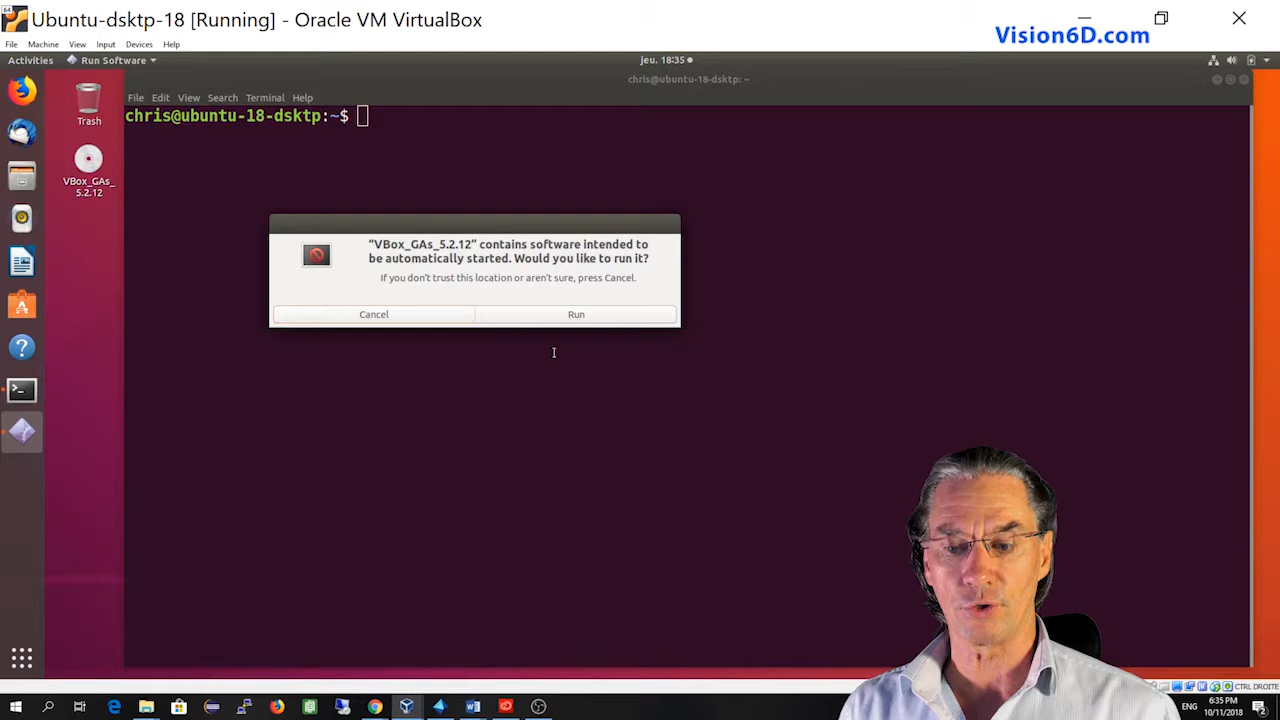 Ubuntu-dsktp-18 [Running] - Oracle VM VirtualBox
Vision6D.com
File Machine View Input Devices Help
Activities Run Software jeu. 18:35
chris@ubuntu-18-dsktp: ~
File Edit View Search Terminal Help
chris@ubuntu-18-dsktp:~$
Trash
VBox_GAs_
5.2.12
“VBox_GAs_5.2.12” contains software intended to
be automatically started. Would you like to run it?
If you don’t trust this location or aren’t sure, press Cancel.
Cancel Run
CTRL DROITE
ENG 6:35 PM
10/11/2018